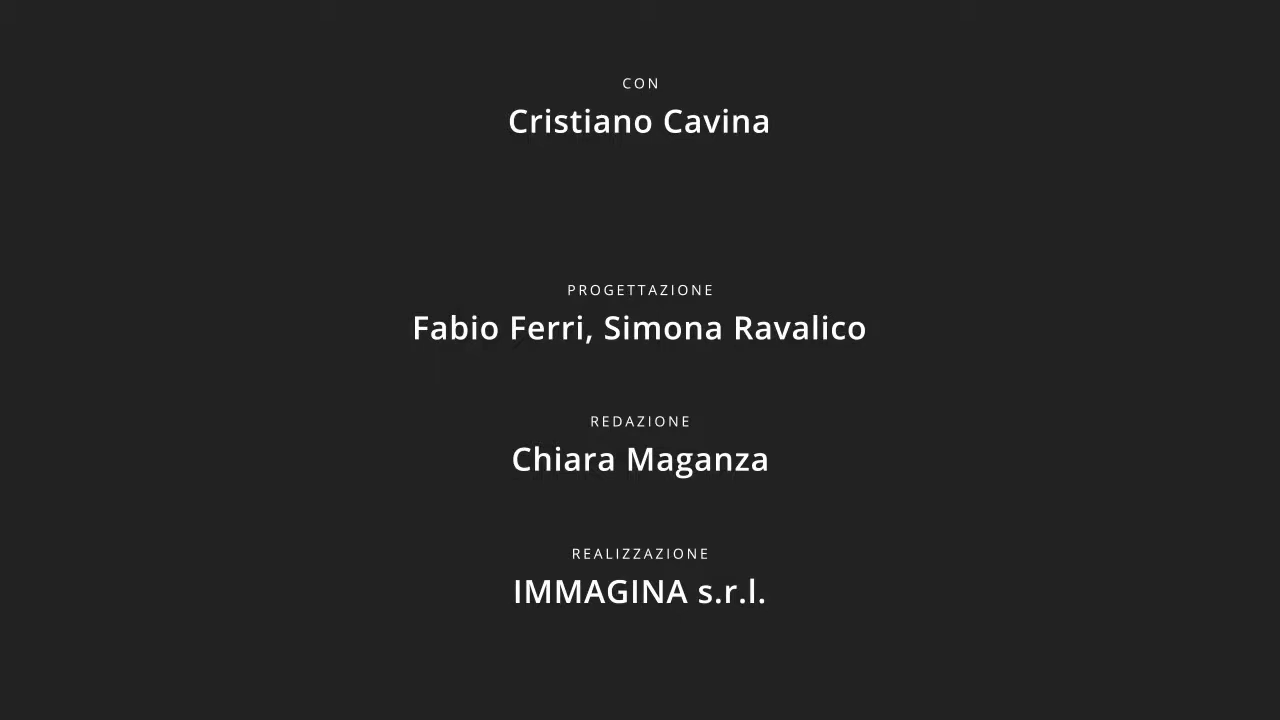 CON
Cristiano Cavina
PROGETTAZIONE
Fabio Ferri, Simona Ravalico
REDAZIONE
Chiara Maganza
REALIZZAZIONE
IMMAGINA s.r.l.